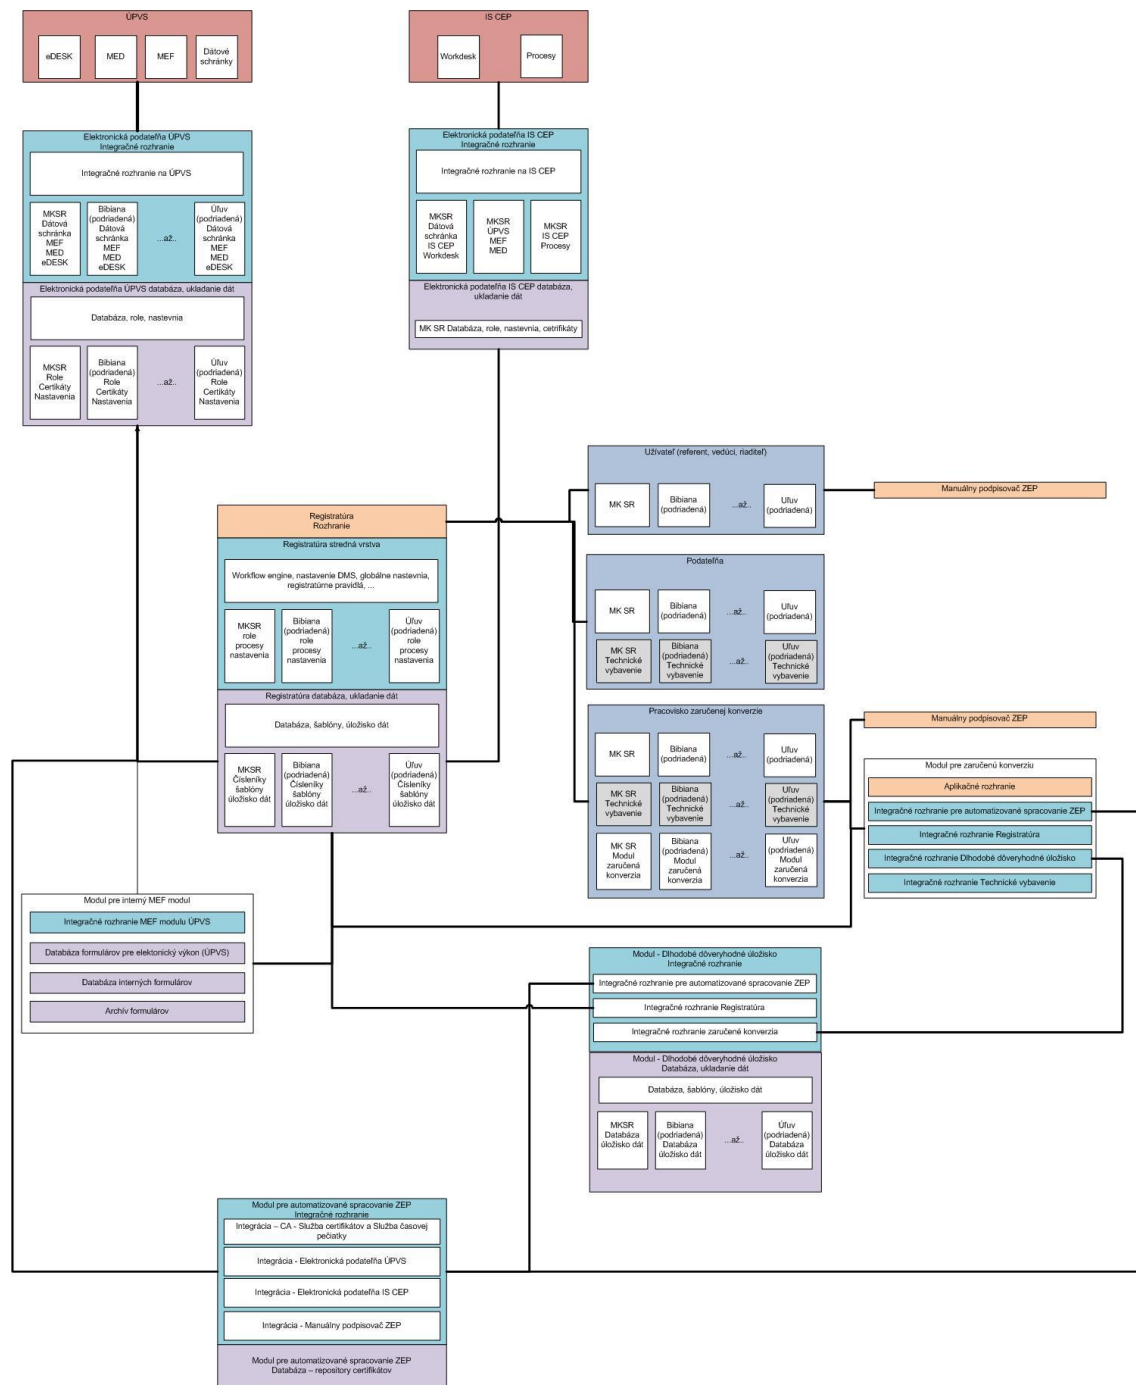 ÚPVS
eDESK
MED
MEF
Dátové
schránky
IS CEP
Workdesk
Procesy
Elektronická podateľňa ÚPVS
Integračné rozhranie
Integračné rozhranie na ÚPVS
MKSR
Dátová
schránka
MEF
MED
eDESK
Bibiana
(podriadená)
Dátová
schránka
MEF
MED
eDESK
...až..
Úľuv
(podriadená)
Dátová
schránka
MEF
MED
eDESK
Elektronická podateľňa ÚPVS databáza, ukladanie dát
Databáza, role, nastevnia
MKSR
Role
Certikáty
Nastavenia
Bibiana
(podriadená)
Role
Certikáty
Nastavenia
...až..
Úľuv
(podriadená)
Role
Certikáty
Nastavenia
Elektronická podateľňa IS CEP
Integračné rozhranie
Integračné rozhranie na IS CEP
MKSR
Dátová
schránka
IS CEP
Workdesk
MKSR
ÚPVS
MEF
MED
MKSR
IS CEP
Procesy
Elektronická podateľňa IS CEP databáza,
ukladanie dát
MK SR Databáza, role, nastevnia, cetrifikáty
Užívateľ (referent, vedúci, riaditeľ)
MK SR
Bibiana
(podriadená)
...až..
Uľuv
(podriadená)
Manuálny podpisovač ZEP
Registratúra
Rozhranie
Registratúra stredná vrstva
Workflow engine, nastavenie DMS, globálne nastevnia,
registratúrne pravidlá, ...
MKSR
role
procesy
nastavenia
Bibiana
(podriadená)
role
procesy
nastavenia
...až..
Úľuv
(podriadená)
role
procesy
nastavenia
Registratúra databáza, ukladanie dát
Databáza, šablóny, úložisko dát
MKSR
Čísleníky
šablóny
úložisko dát
Bibiana
(podriadená)
Čísleníky
šablóny
úložisko dát
...až..
Úľuv
(podriadená)
Čísleníky
šablóny
úložisko dát
Podateľňa
MK SR
Bibiana
(podriadená)
...až..
Uľuv
(podriadená)
MK SR
Technické
vybavenie
Bibiana
(podriadená)
Technické
vybavenie
...až..
Uľuv
(podriadená)
Technické
vybavenie
Pracovisko zaručenej konverzie
MK SR
Bibiana
(podriadená)
...až..
Uľuv
(podriadená)
MK SR
Technické
vybavenie
Bibiana
(podriadená)
Technické
vybavenie
...až..
Uľuv
(podriadená)
Technické
vybavenie
MK SR
Modul
zaručená
konverzia
Bibiana
(podriadená)
Modul
zaručená
konverzia
...až..
Uľuv
(podriadená)
Modul
zaručená
konverzia
Manuálny podpisovač ZEP
Modul pre zaručenú konverziu
Aplikačné rozhranie
Integračné rozhranie pre automatizované spracovanie ZEP
Integračné rozhranie Registratúra
Integračné rozhranie Dlhodobé dôveryhodné úložisko
Integračné rozhranie Technické vybavenie
Modul pre interný MEF modul
Integračné rozhranie MEF modulu ÚPVS
Databáza formulárov pre elektonický výkon (ÚPVS)
Databáza interných formulárov
Archív formulárov
Modul - Dlhodobé dôveryhodné úložisko
Integračné rozhranie
Integračné rozhranie pre automatizované spracovanie ZEP
Integračné rozhranie Registratúra
Integračné rozhranie zaručené konverzia
Modul - Dlhodobé dôveryhodné úložisko
Databáza, ukladanie dát
Databáza, šablóny, úložisko dát
MKSR
Databáza
úložisko dát
Bibiana
(podriadená)
Databáza
úložisko dát
...až..
Úľuv
(podriadená)
Databáza
úložisko dát
Modul pre automatizované spracovanie ZEP
Integračné rozhranie
Integrácia – CA - Služba certifikátov a Služba časovej
pečiatky
Integrácia - Elektronická podateľňa ÚPVS
Integrácia - Elektronická podateľňa IS CEP
Integrácia - Manuálny podpisovač ZEP
Modul pre automatizované spracovanie ZEP
Databáza – repository certifikátov